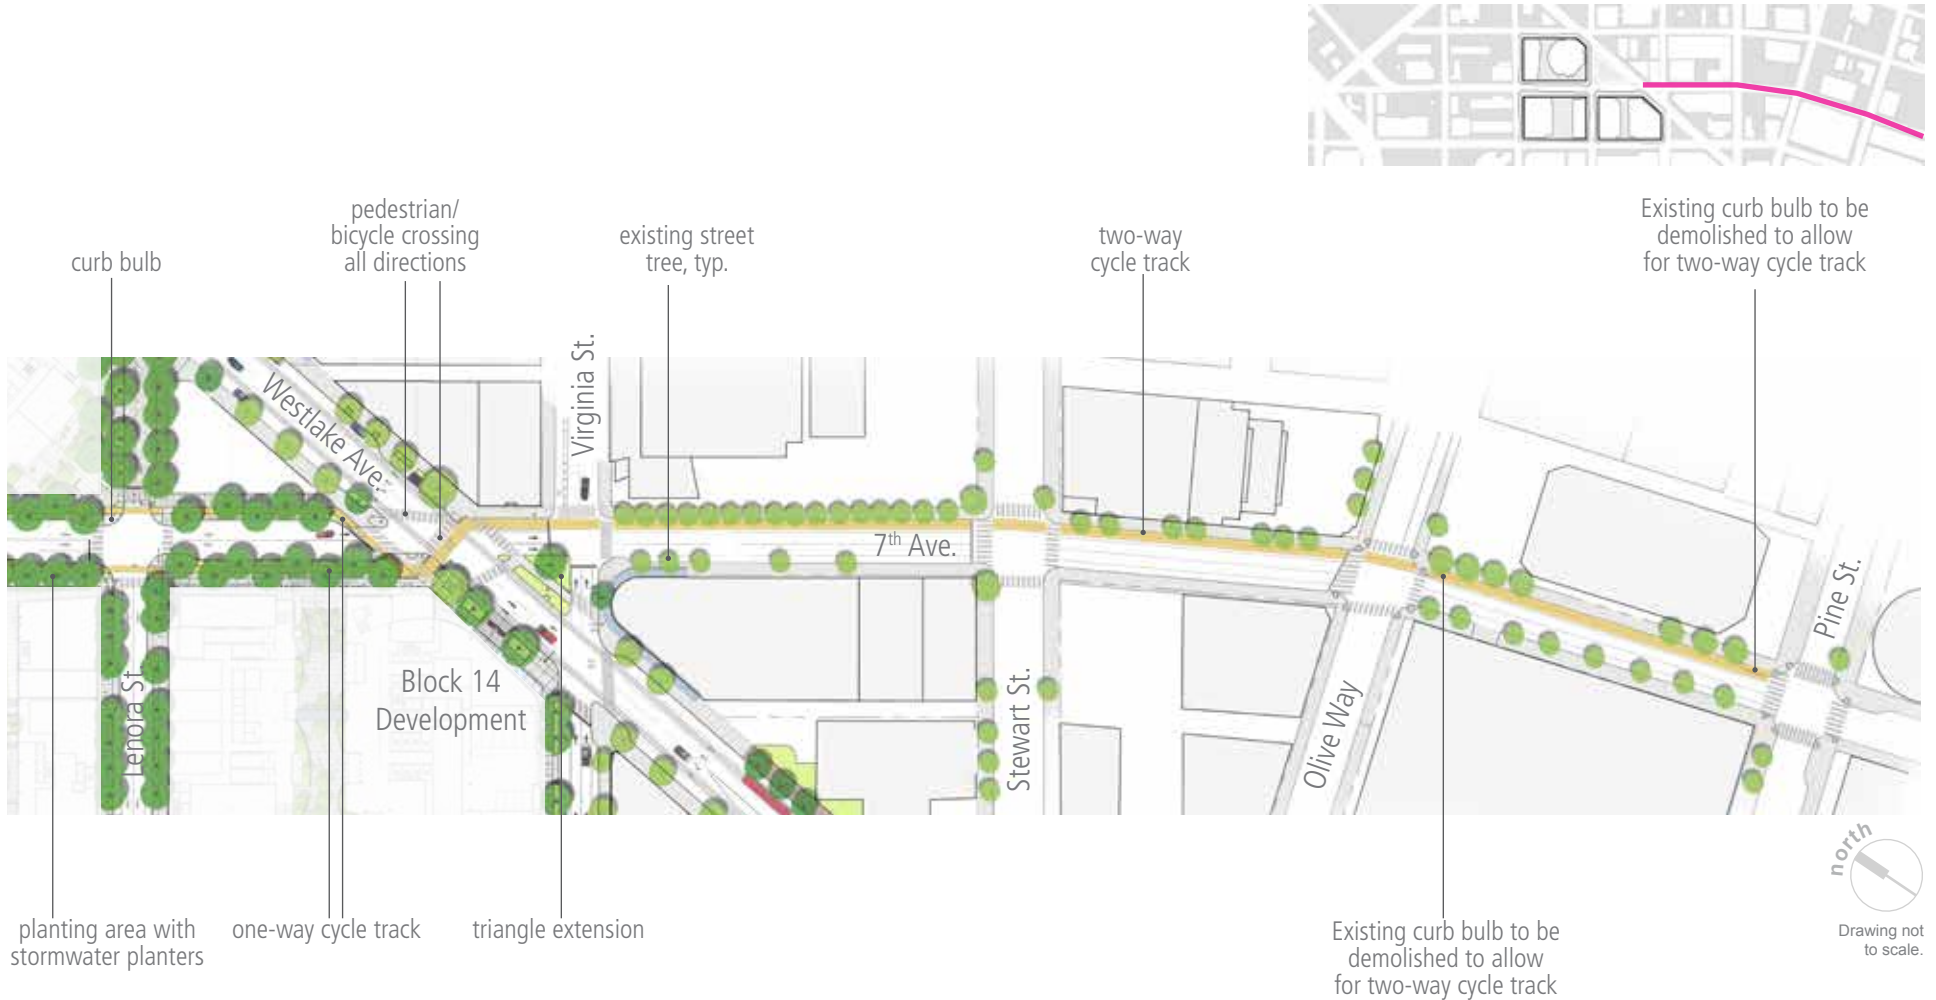 Existing curb bulb to be
demolished to allow
for two-way cycle track
pedestrian/
bicycle crossing
all directions
existing street
tree, typ.
two-way
cycle track
curb bulb
Westlake Ave.
Virginia St.
7th Ave.
Pine St.
Block 14
Development
Lenora St.
Stewart St.
Olive Way
north
Drawing not
to scale.
planting area with
stormwater planters
one-way cycle track
triangle extension
Existing curb bulb to be
demolished to allow
for two-way cycle track